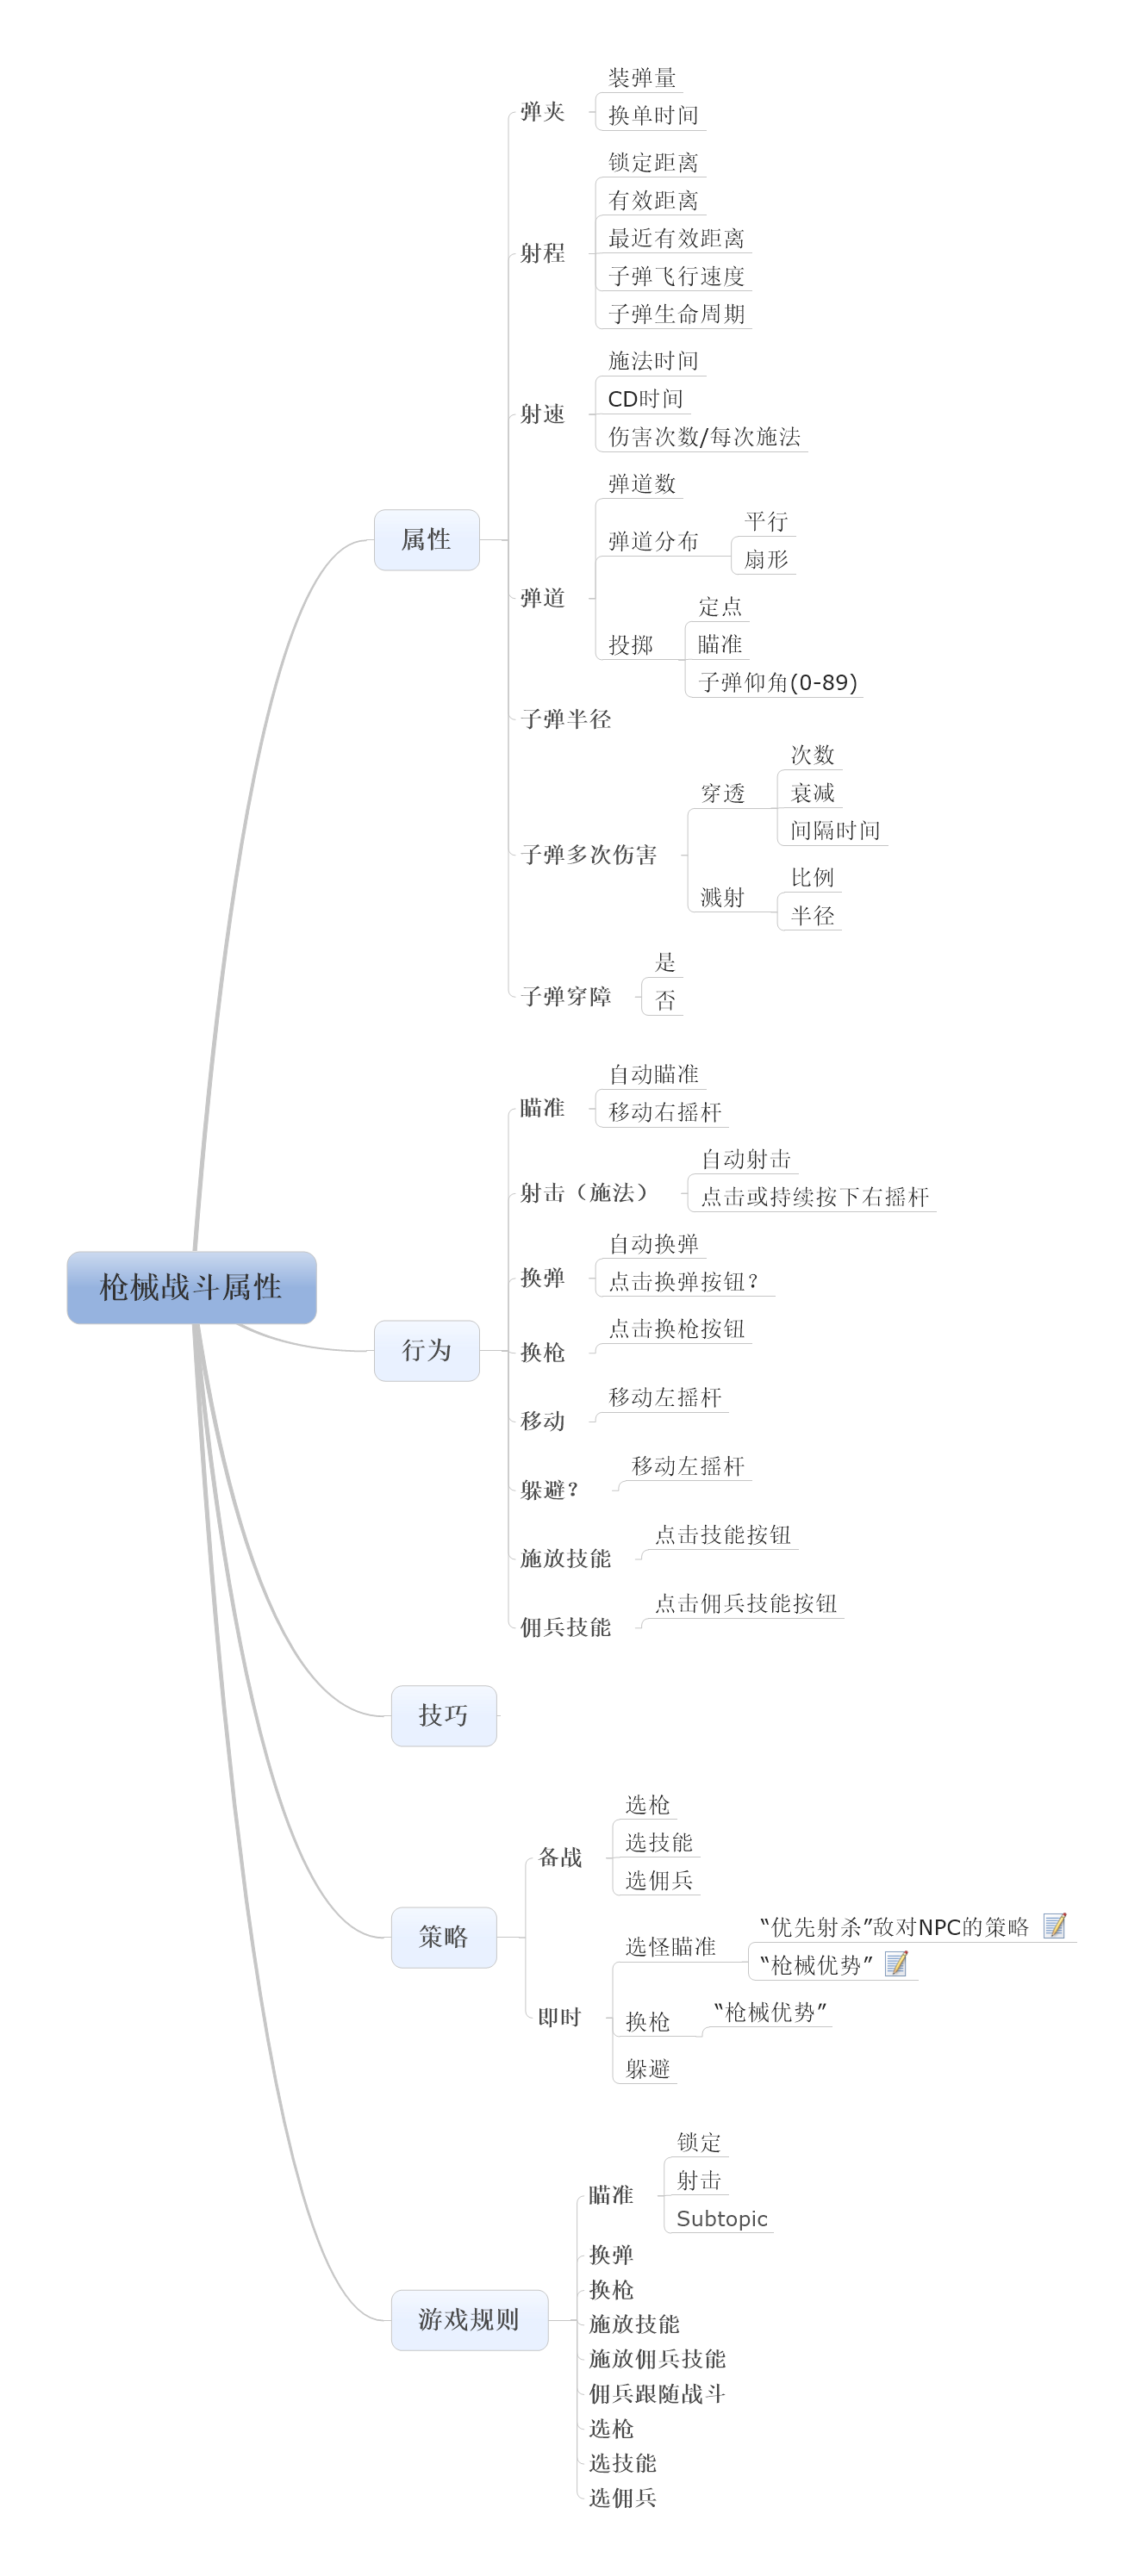 枪械战斗属性
属性
弹夹
装弹量
换单时间
射程
锁定距离
有效距离
最近有效距离
子弹飞行速度
子弹生命周期
射速
施法时间
CD时间
伤害次数/每次施法
弹道
弹道数
弹道分布
平行
扇形
投掷
定点
瞄准
子弹仰角(0-89)
子弹半径
子弹多次伤害
穿透
次数
衰减
间隔时间
溅射
比例
半径
子弹穿障
是
否
行为
瞄准
自动瞄准
移动右摇杆
射击（施法）
自动射击
点击或持续按下右摇杆
换弹
自动换弹
点击换弹按钮？
换枪
点击换枪按钮
移动
移动左摇杆
躲避？
移动左摇杆
施放技能
点击技能按钮
佣兵技能
点击佣兵技能按钮
技巧
策略
备战
选枪
选技能
选佣兵
即时
选怪瞄准
“优先射杀”敌对NPC的策略
“枪械优势”
换枪
“枪械优势”
躲避
游戏规则
瞄准
锁定
射击
Subtopic
换弹
换枪
施放技能
施放佣兵技能
佣兵跟随战斗
选枪
选技能
选佣兵